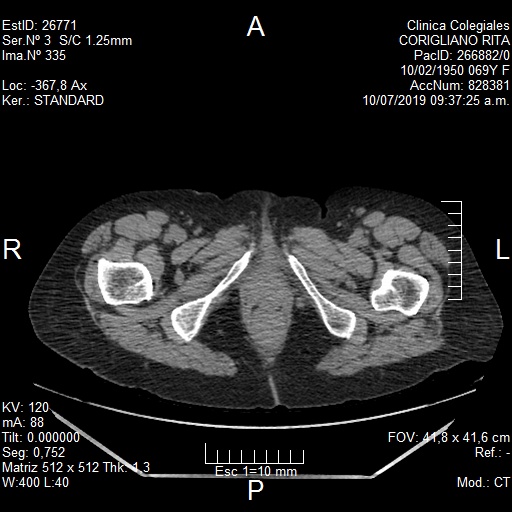 EstID: 26771
Ser.Nº 3 S/C 1.25mm
Ima.Nº 335
Loc: -367,8 Ax
Ker.: STANDARD
A
Clinica Colegiales
CORIGLIANO RITA
PacID: 266882/0
10/02/1950 069Y F
AccNum: 828381
10/07/2019 09:37:25 a.m.
R
L
KV: 120
mA: 88
Tilt: 0.000000
Seg: 0,752
Matriz 512 x 512 Thk: 1.3
W:400 L:40
Esc 1=10 mm
P
FOV: 41,8 x 41,6 cm
Ref.: -
Mod.: CT